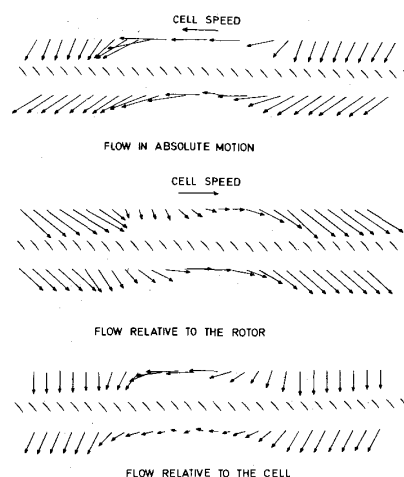 CELL SPEED
FLOW IN ABSOLUTE MOTION
CELL SPEED
FLOW RELATIVE TO THE ROTOR
FLOW RELATIVE TO THE CELL